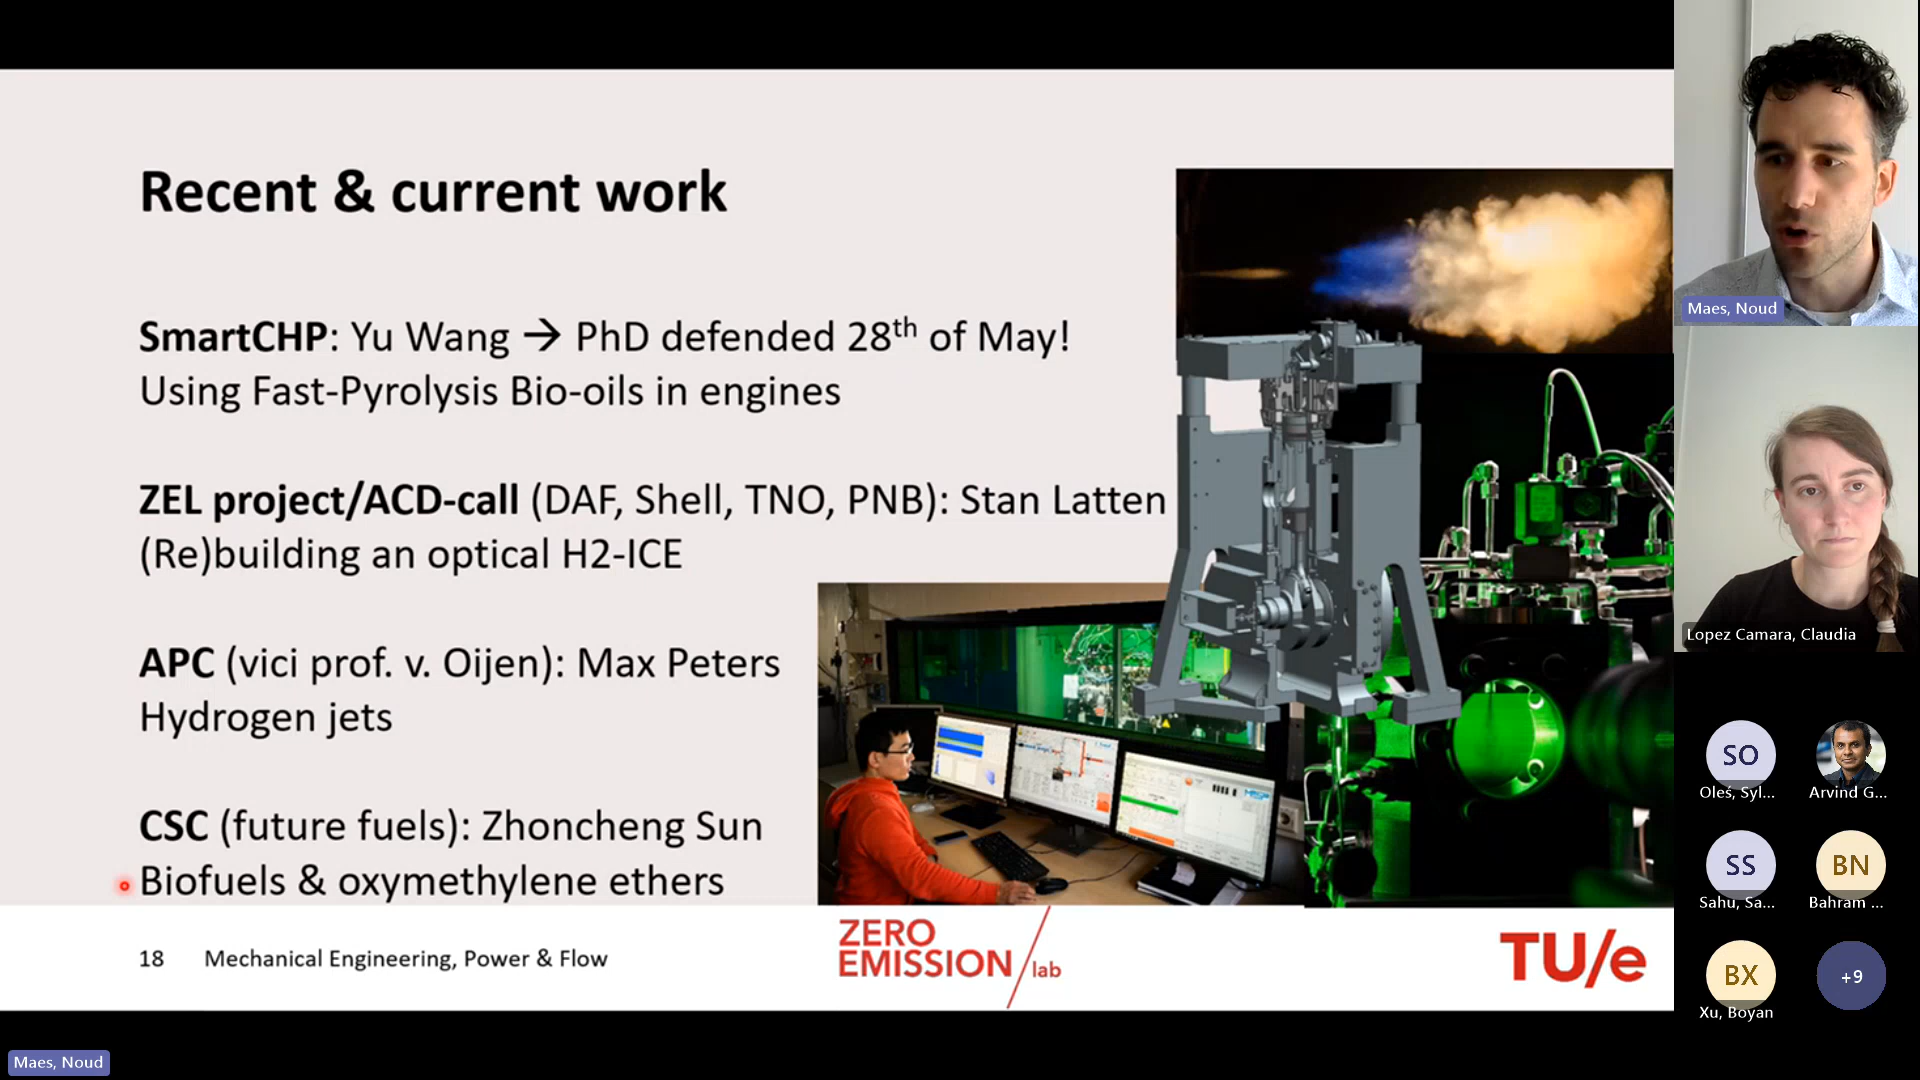 Recent & current work
SmartCHP: Yu Wang → PhD defended 28th of May!
Using Fast-Pyrolysis Bio-oils in engines
ZEL project/ACD-call (DAF, Shell, TNO, PNB): Stan Latten
(Re)building an optical H2-ICE
APC (vici prof. v. Oijen): Max Peters
Hydrogen jets
CSC (future fuels): Zhoncheng Sun
Biofuels & oxymethylene ethers
18 Mechanical Engineering, Power & Flow
ZERO
EMISSION/lab
TU/e
Maes, Noud
Maes, Noud
Lopez Camara, Claudia
SO
Oleś, Syl...
Arvind G...
SS
Sahu, Sa...
BN
Bahram ...
BX
Xu, Boyan
+9